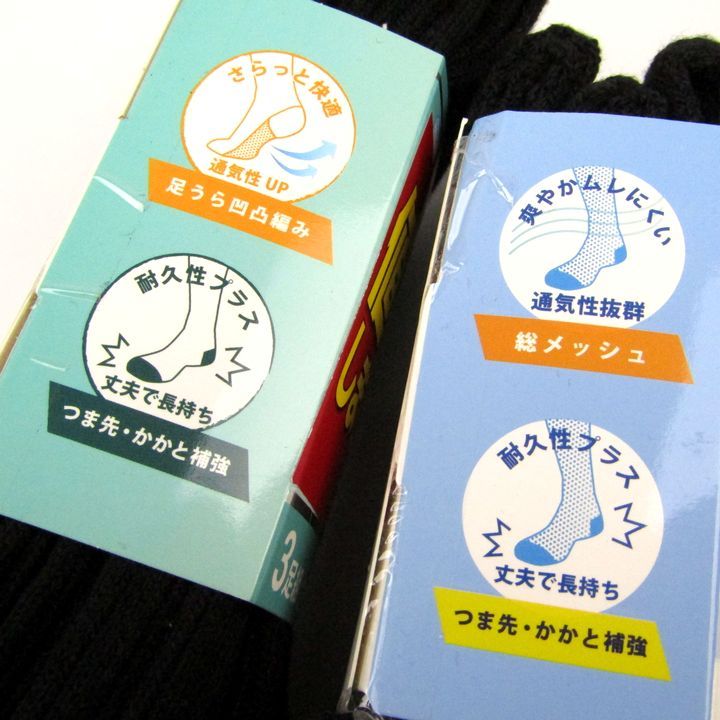 さらっと快適
通気性UP
足うら凹凸編み
耐久性プラス
丈夫で長持ち
つま先・かかと補強
3足組
爽やかムレにくい
通気性抜群
総メッシュ
耐久性プラス
丈夫で長持ち
つま先・かかと補強